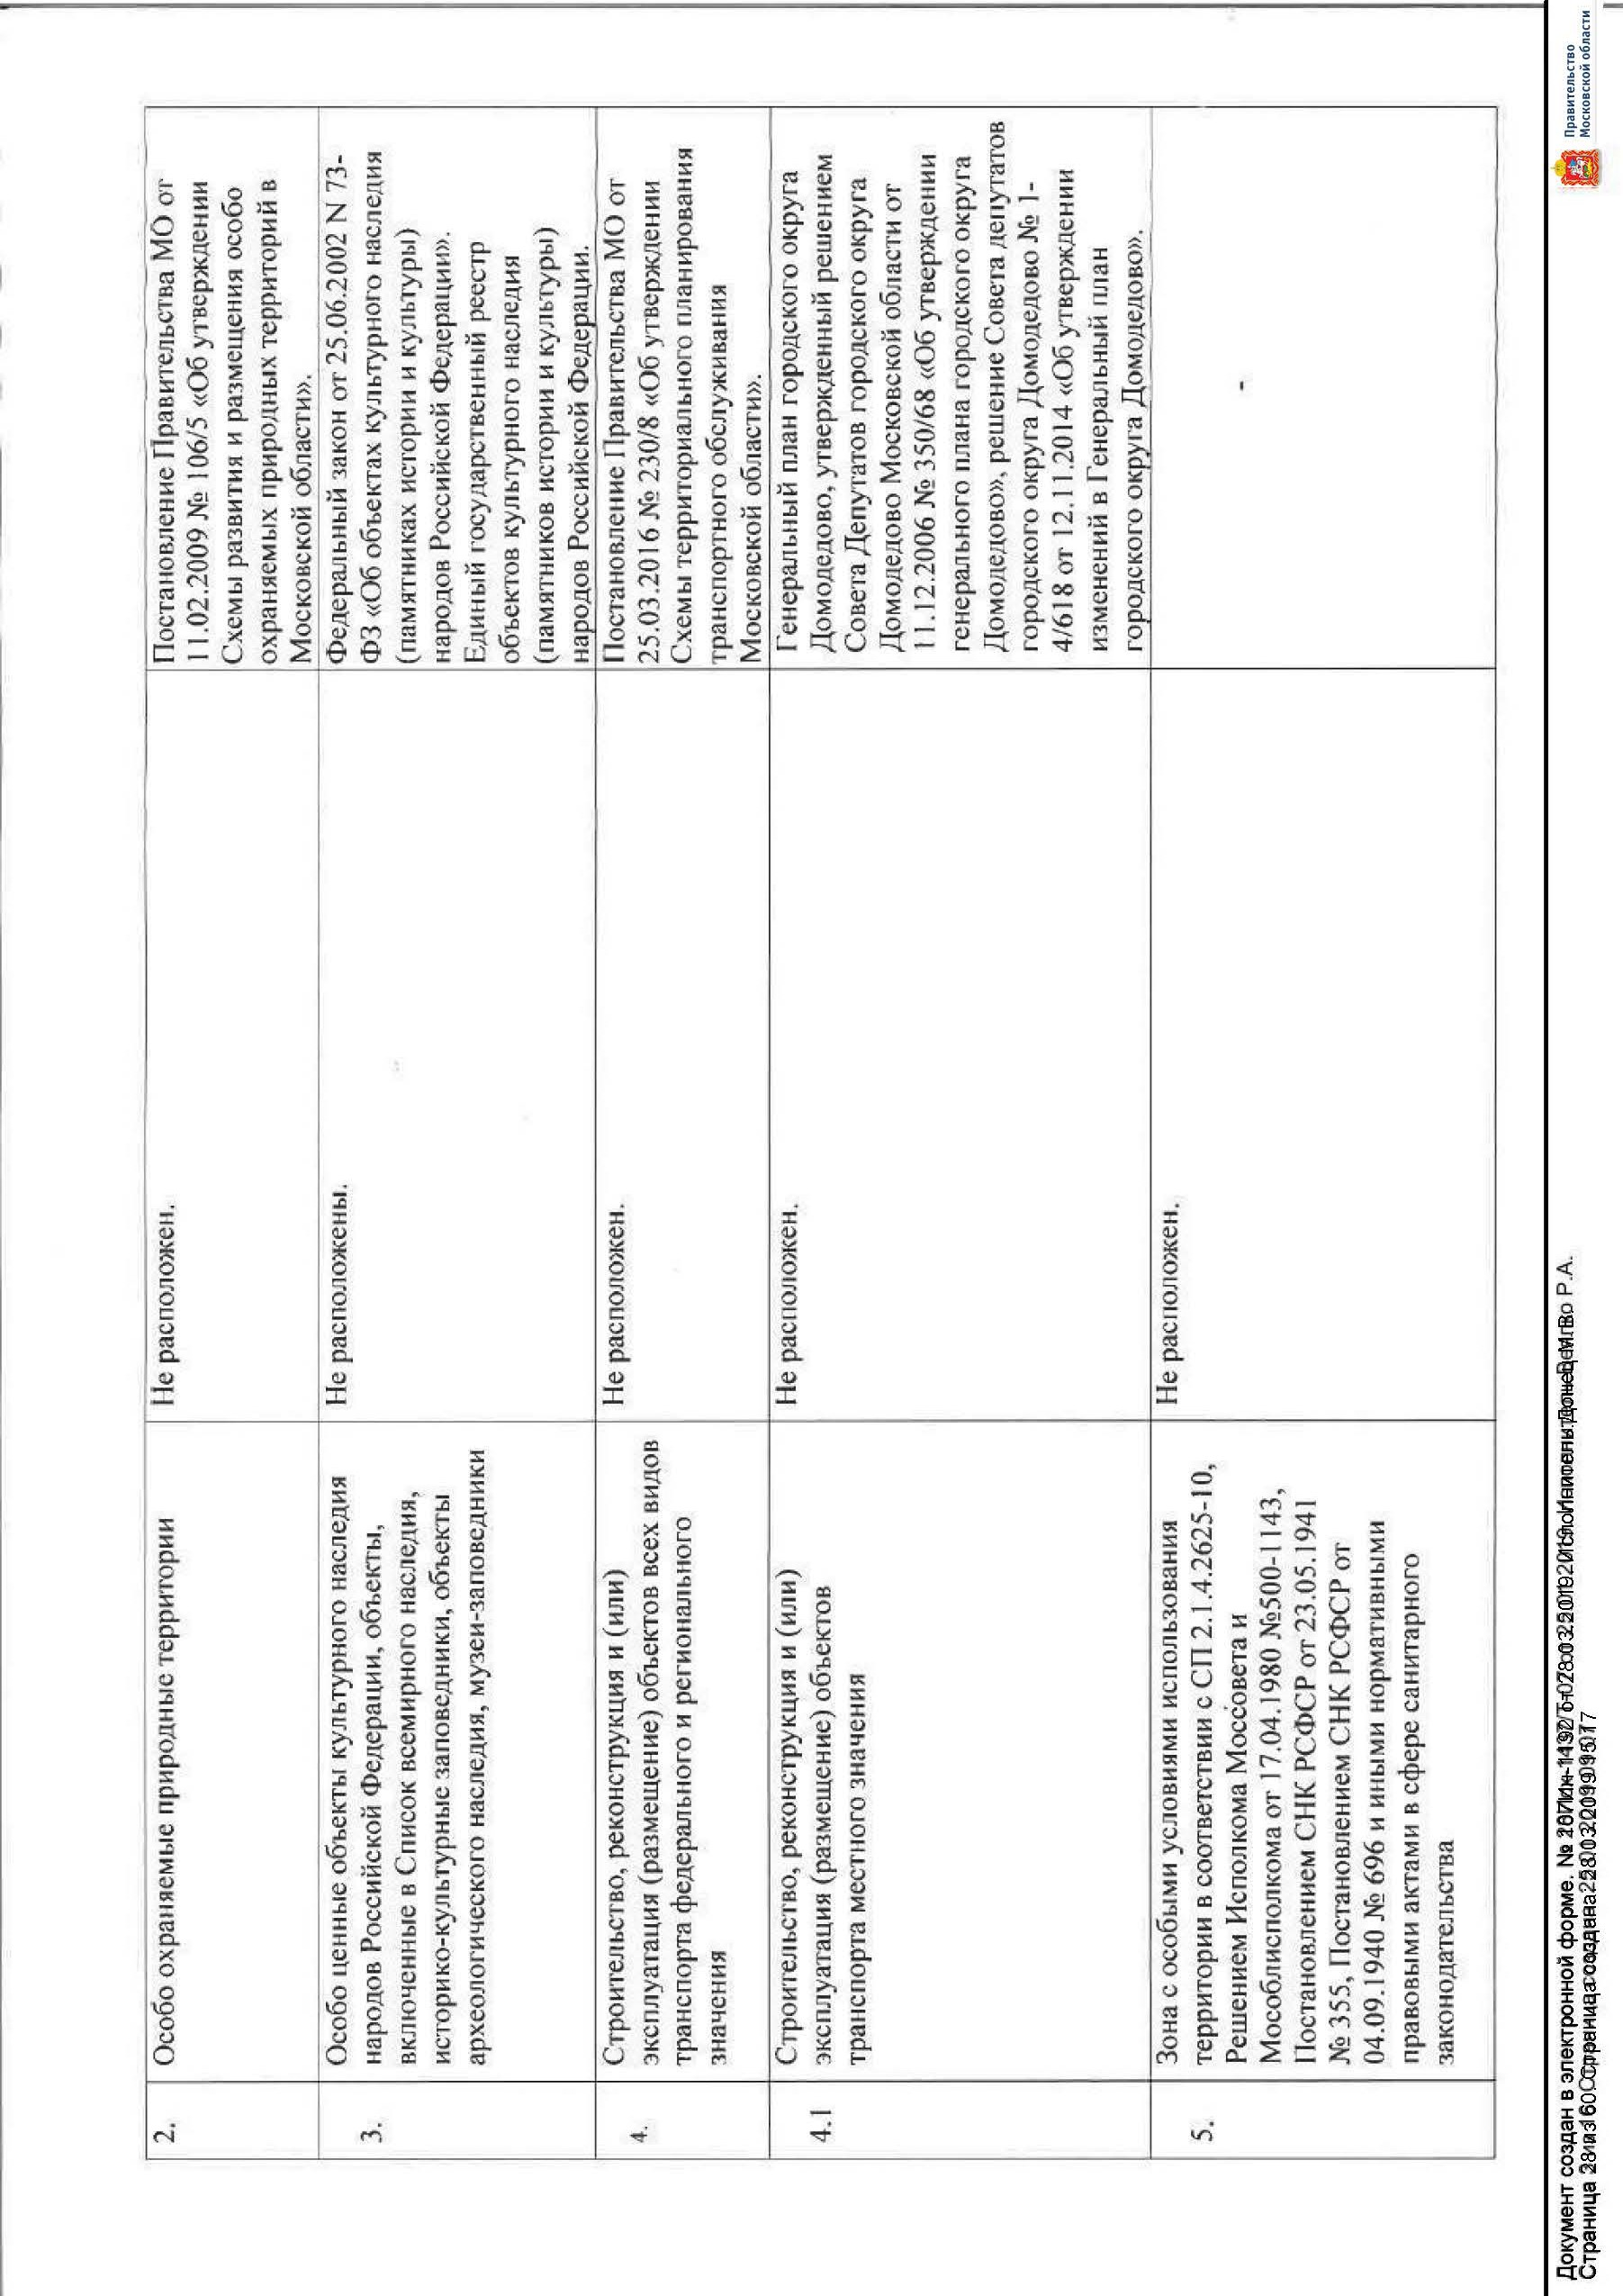 2.
Особо охраняемые природные территории
Не расположен.
Постановление Правительства МО от
11.02.2009 № 106/5 «Об утверждении
Схемы развития и размещения особо
охраняемых природных территорий в
Московской области».
3.
Особо ценные объекты культурного наследия
народов Российской Федерации, объекты,
включенные в Список всемирного наследия,
историко-культурные заповедники, объекты
археологического наследия, музеи-заповедники
Не расположены.
Федеральный закон от 25.06.2002 N 73-
ФЗ «Об объектах культурного наследия
(памятниках истории и культуры)
народов Российской Федерации».
Единый государственный реестр
объектов культурного наследия
(памятников истории и культуры)
народов Российской Федерации.
4.
Строительство, реконструкция и (или)
эксплуатация (размещение) объектов всех видов
транспорта федерального и регионального
значения
Не расположен.
Постановление Правительства МО от
25.03.2016 № 230/8 «Об утверждении
Схемы территориального планирования
транспортного обслуживания
Московской области».
4.1
Строительство, реконструкция и (или)
эксплуатация (размещение) объектов
транспорта местного значения
Не расположен.
Генеральный план городского округа
Домодедово, утвержденный решением
Совета Депутатов городского округа
Домодедово Московской области от
11.12.2006 № 350/68 «Об утверждении
генерального плана городского округа
Домодедово», решение Совета депутатов
городского округа Домодедово № 1-
4/618 от 12.11.2014 «Об утверждении
изменений в Генеральный план
городского округа Домодедово».
5.
Зона с особыми условиями использования
территории в соответствии с СП 2.1.4.2625-10,
Решением Исполкома Моссовета и
Мособлисполкома от 17.04.1980 №500-1143,
Постановлением СНК РСФСР от 23.05.1941
№ 355, Постановлением СНК РСФСР от
04.09.1940 № 696 и иными нормативными
правовыми актами в сфере санитарного
законодательства
Не расположен.
-
Документ создан в электронной форме. №
Страница
Правительство
Московской области